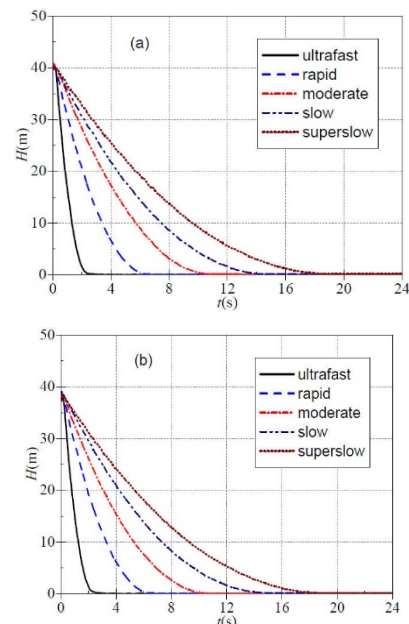 50
(a)
ultrafast
rapid
moderate
slow
superslow
40
30
H(m)
20
10
0
0 4 8 12 16 20 24
t(s)
50
(b)
ultrafast
rapid
moderate
slow
superslow
40
30
H(m)
20
10
0
0 4 8 12 16 20 24
t(s)